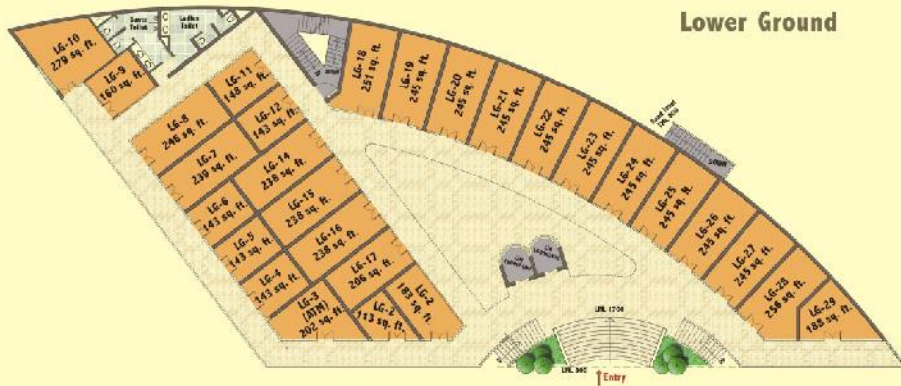 Lower Ground
LG-10
279 sq. ft.
Gents
Toilet
Ladies
Toilet
LG-9
160 sq. ft.
LG-11
148 sq. ft.
LG-12
143 sq. ft.
LG-8
246 sq. ft.
LG-7
239 sq. ft.
LG-14
238 sq. ft.
LG-6
143 sq. ft.
LG-15
238 sq. ft.
LG-5
143 sq. ft.
LG-16
238 sq. ft.
LG-4
143 sq. ft.
LG-17
206 sq. ft.
LG-3
(ATM)
202 sq. ft.
LG-2
113 sq. ft.
LG-2
LG-18
251 sq. ft.
LG-19
245 sq. ft.
LG-20
245 sq. ft.
LG-21
245 sq. ft.
LG-22
245 sq. ft.
LG-23
245 sq. ft.
LG-24
245 sq. ft.
LG-25
245 sq. ft.
LG-26
245 sq. ft.
LG-27
245 sq. ft.
LG-28
256 sq. ft.
LG-29
188 sq. ft.
DOWN
Entry